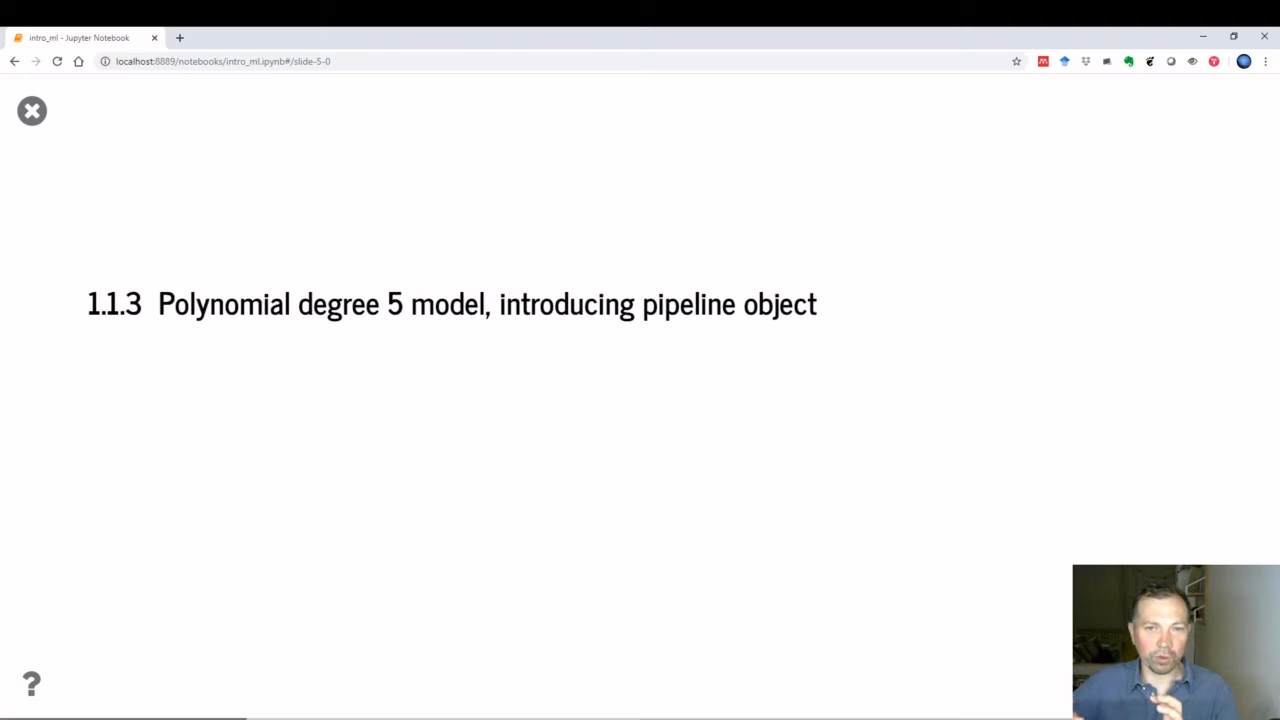 intro_ml - Jupyter Notebook
localhost:8889/notebooks/intro_ml.ipynb#/slide-5-0
1.1.3 Polynomial degree 5 model, introducing pipeline object
?